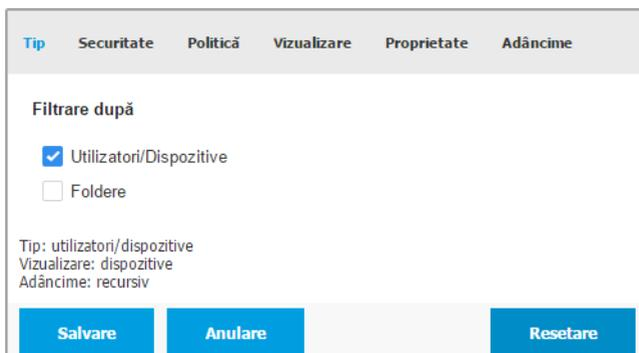 Tip Securitate Politică Vizualizare Proprietate Adâncime
Filtrare după
Utilizatori/Dispozitive
Foldere
Tip: utilizatori/dispozitive
Vizualizare: dispozitive
Adâncime: recursiv
Salvare Anulare Resetare